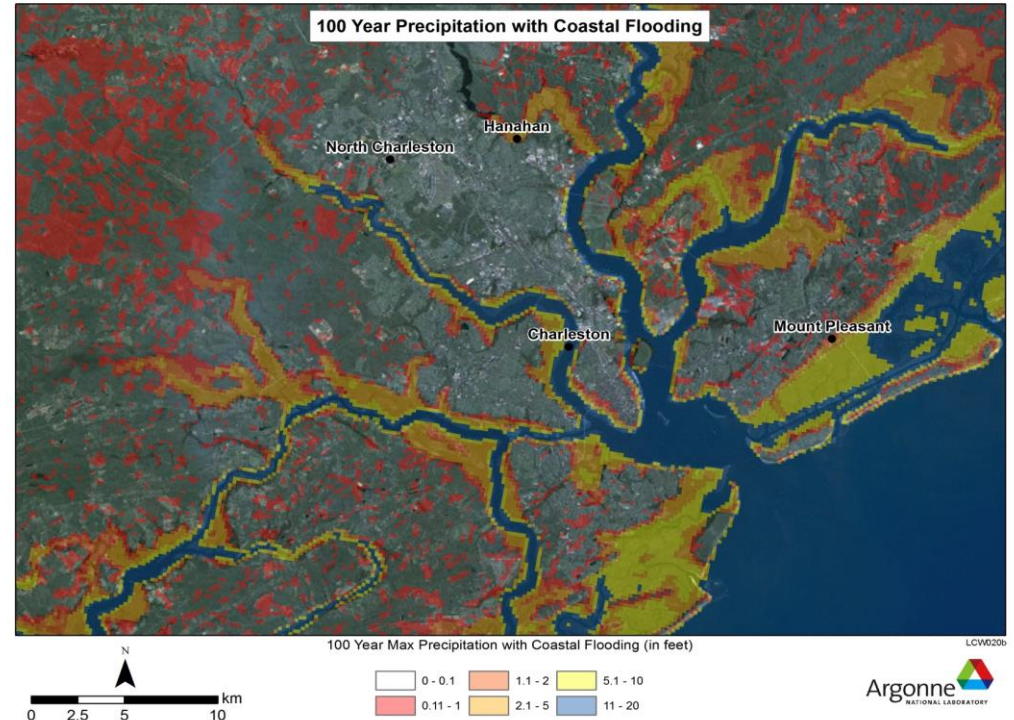 100 Year Precipitation with Coastal Flooding
Hanahan
North Charleston
Charleston
Mount Pleasant
100 Year Max Precipitation with Coastal Flooding (in feet)
LCW020b
N
km
0 2.5 5 10
0 - 0.1
1.1 - 2
5.1 - 10
0.11 - 1
2.1 - 5
11 - 20
Argonne
NATIONAL LABORATORY